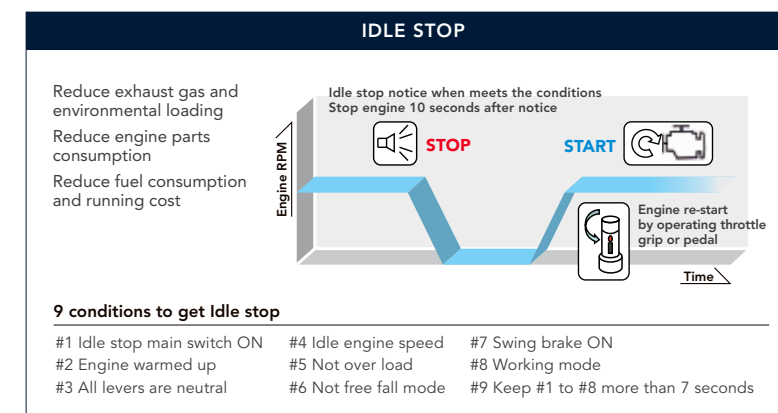 IDLE STOP
Reduce exhaust gas and
environmental loading
Reduce engine parts
consumption
Reduce fuel consumption
and running cost
Idle stop notice when meets the conditions
Stop engine 10 seconds after notice
STOP
START
Engine RPM
Engine re-start
by operating throttle
grip or pedal
Time
9 conditions to get Idle stop
#1 Idle stop main switch ON
#2 Engine warmed up
#3 All levers are neutral
#4 Idle engine speed
#5 Not over load
#6 Not free fall mode
#7 Swing brake ON
#8 Working mode
#9 Keep #1 to #8 more than 7 seconds